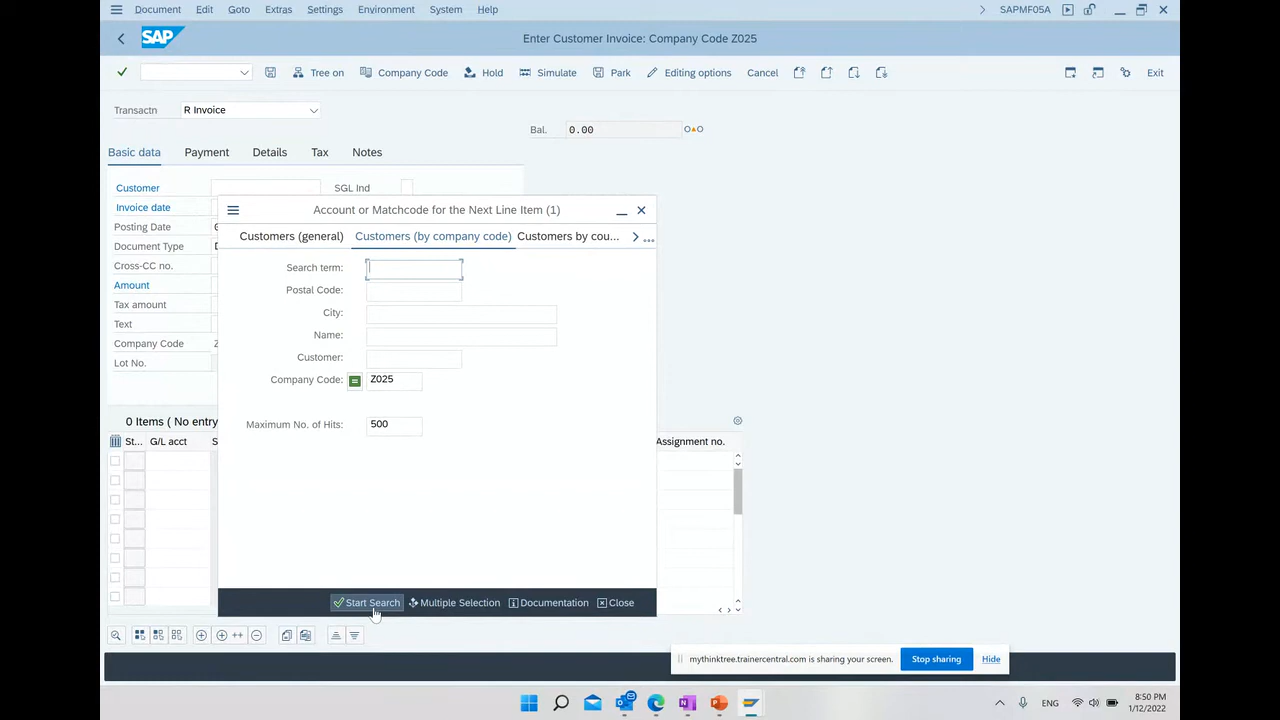 Document Edit Goto Extras Settings Environment System Help SAPMF05A
SAP Enter Customer Invoice: Company Code Z025
Tree on Company Code Hold Simulate Park Editing options Cancel Exit
Transactn R Invoice
Bal. 0.00
Basic data Payment Details Tax Notes
Customer SGL Ind
Invoice date
Posting Date
Document Type
Cross-CC no.
Amount
Tax amount
Text
Company Code
Lot No.
Account or Matchcode for the Next Line Item (1)
Customers (general) Customers (by company code) Customers by cou...
Search term:
Postal Code:
City:
Name:
Customer:
Company Code: Z025
Maximum No. of Hits: 500
Start Search Multiple Selection Documentation Close
0 Items ( No entry
St... G/L acct S Assignment no.
mythinktree.trainercentral.com is sharing your screen. Stop sharing Hide
ENG 8:50 PM
1/12/2022